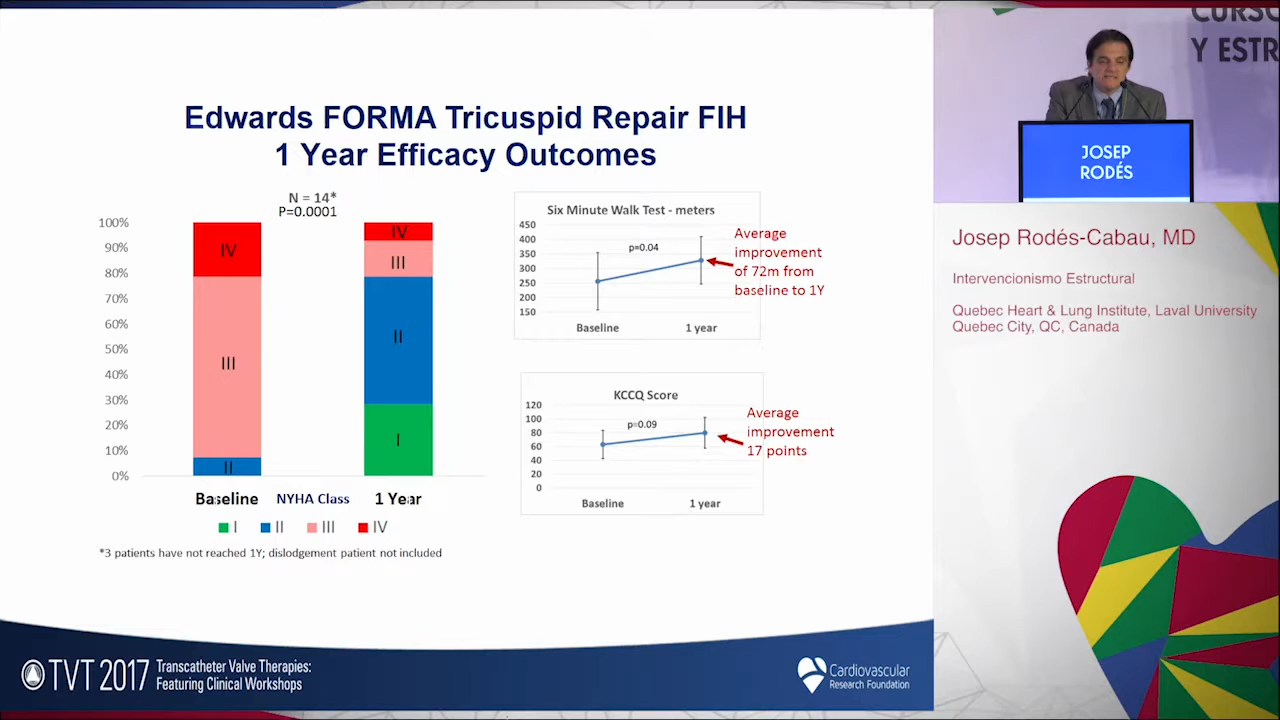 Edwards FORMA Tricuspid Repair FIH
1 Year Efficacy Outcomes
N = 14*
P=0.0001
100%
90%
80%
70%
60%
50%
40%
30%
20%
10%
0%
IV
III
II
IV
III
II
I
Baseline
NYHA Class
1 Year
I
II
III
IV
*3 patients have not reached 1Y; dislodgement patient not included
Six Minute Walk Test - meters
450
400
350
300
250
200
150
p=0.04
Baseline
1 year
Average
improvement
of 72m from
baseline to 1Y
KCCQ Score
120
100
80
60
40
20
0
p=0.09
Baseline
1 year
Average
improvement
17 points
TVT 2017
Transcatheter Valve Therapies:
Featuring Clinical Workshops
Cardiovascular
Research Foundation
CURSO
Y ESTR
JOSEP
RODÉS
Josep Rodés-Cabau, MD
Intervencionismo Estructural
Quebec Heart & Lung Institute, Laval University
Quebec City, QC, Canada